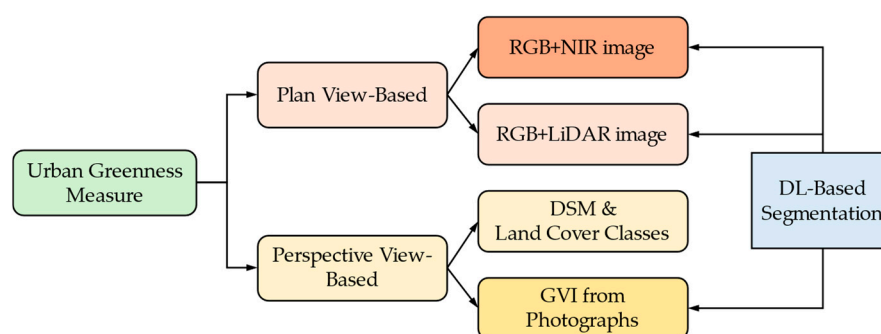 Urban Greenness
Measure
Plan View-Based
Perspective View-
Based
RGB+NIR image
RGB+LiDAR image
DSM &
Land Cover Classes
GVI from
Photographs
DL-Based
Segmentation